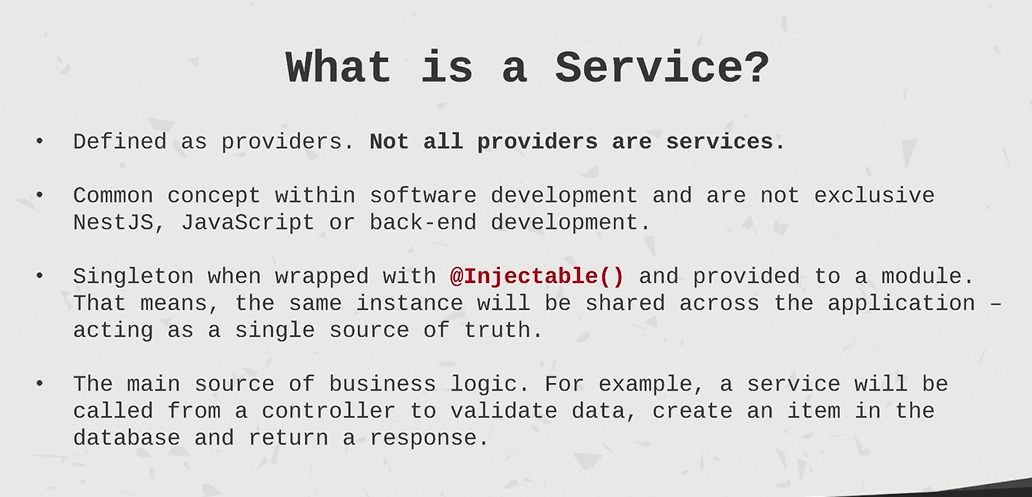 What is a Service?
• Defined as providers. Not all providers are services.
• Common concept within software development and are not exclusive
NestJS, JavaScript or back-end development.
• Singleton when wrapped with @Injectable() and provided to a module.
That means, the same instance will be shared across the application –
acting as a single source of truth.
• The main source of business logic. For example, a service will be
called from a controller to validate data, create an item in the
database and return a response.